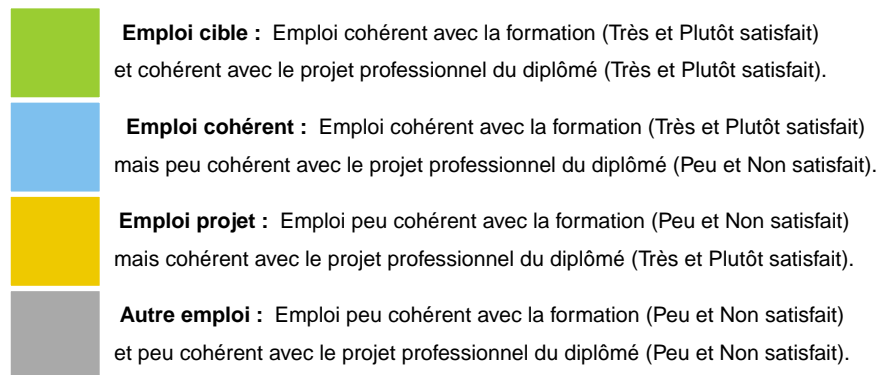 Emploi cible : Emploi cohérent avec la formation (Très et Plutôt satisfait)
et cohérent avec le projet professionnel du diplômé (Très et Plutôt satisfait).
Emploi cohérent : Emploi cohérent avec la formation (Très et Plutôt satisfait)
mais peu cohérent avec le projet professionnel du diplômé (Peu et Non satisfait).
Emploi projet : Emploi peu cohérent avec la formation (Peu et Non satisfait)
mais cohérent avec le projet professionnel du diplômé (Très et Plutôt satisfait).
Autre emploi : Emploi peu cohérent avec la formation (Peu et Non satisfait)
et peu cohérent avec le projet professionnel du diplômé (Peu et Non satisfait).